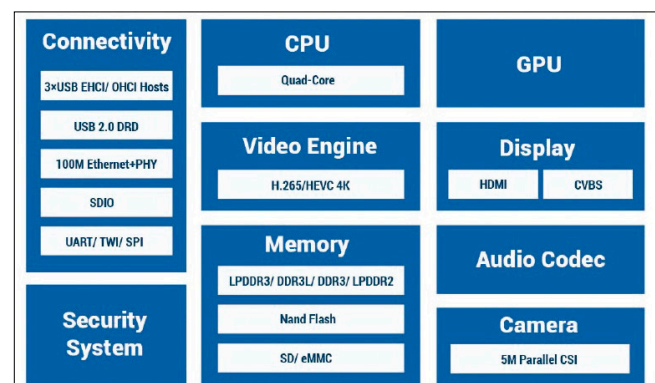 Connectivity
3×USB EHCI/ OHCI Hosts
USB 2.0 DRD
100M Ethernet+PHY
SDIO
UART/ TWI/ SPI
Security
System
CPU
Quad-Core
Video Engine
H.265/HEVC 4K
Memory
LPDDR3/ DDR3L/ DDR3/ LPDDR2
Nand Flash
SD/ eMMC
GPU
Display
HDMI
CVBS
Audio Codec
Camera
5M Parallel CSI